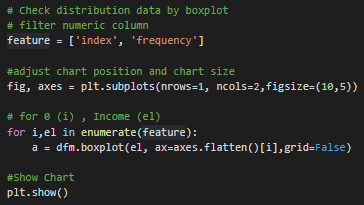 # Check distribution data by boxplot
# filter numeric column
feature = ['index', 'frequency']
#adjust chart position and chart size
fig, axes = plt.subplots(nrows=1, ncols=2,figsize=(10,5))
# for 0 (i) , Income (el)
for i,el in enumerate(feature):
    a = dfm.boxplot(el, ax=axes.flatten()[i],grid=False)
#Show Chart
plt.show()